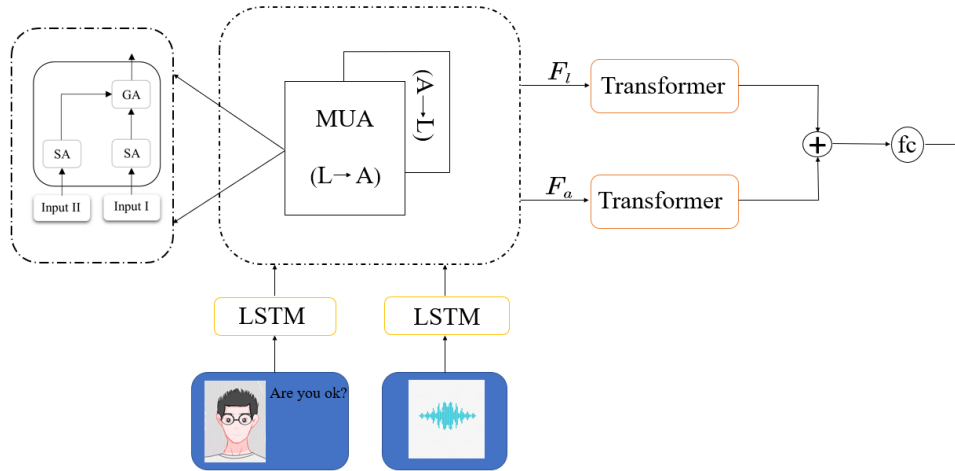 GA
SA
SA
Input II
Input I
MUA
(L→A)
(A→L)
F_l
Transformer
F_a
Transformer
+
fc
LSTM
LSTM
Are you ok?